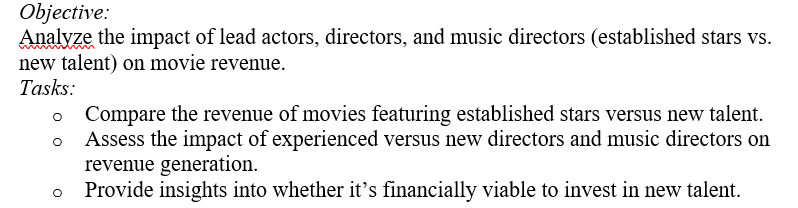 Objective:
Analyze the impact of lead actors, directors, and music directors (established stars vs.
new talent) on movie revenue.
Tasks:
o Compare the revenue of movies featuring established stars versus new talent.
o Assess the impact of experienced versus new directors and music directors on
revenue generation.
o Provide insights into whether it’s financially viable to invest in new talent.